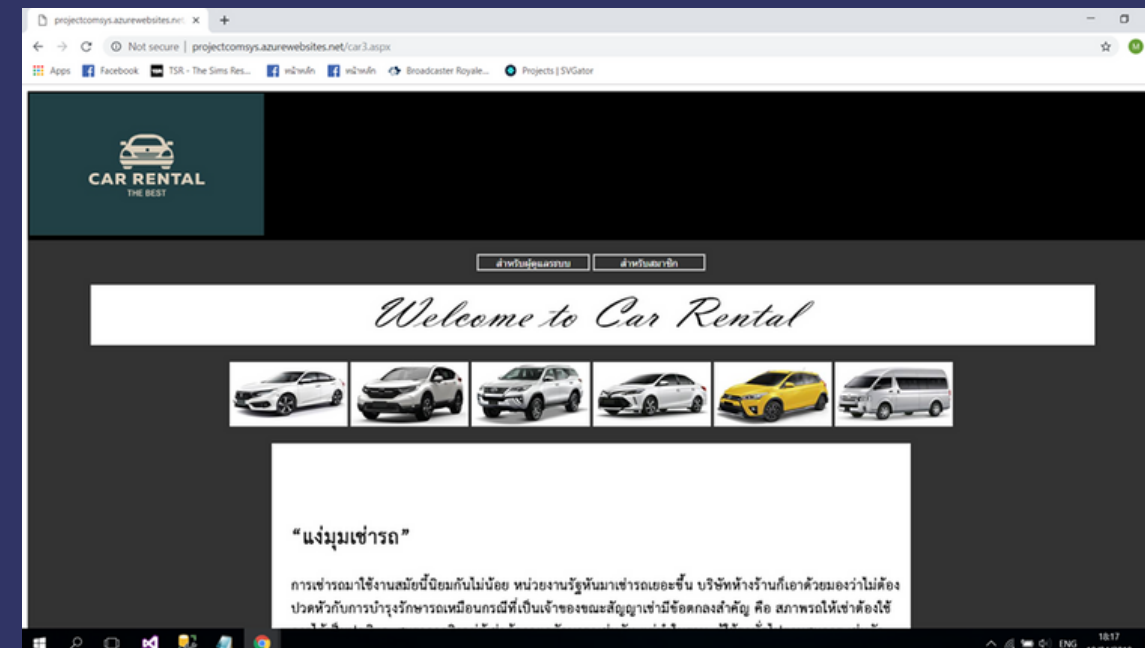 projectcomsys.azurewebsites.net
Not secure | projectcomsys.azurewebsites.net/car3.aspx
Apps Facebook TSR - The Sims Res... หน้าหลัก หน้าหลัก Broadcaster Royale... Projects | SVGator
CAR RENTAL
THE BEST
สำหรับผู้ดูแลระบบ สำหรับสมาชิก
Welcome to Car Rental
“แง่มุมเช่ารถ”
การเช่ารถมาใช้งานสมัยนี้นิยมกันไม่น้อย หน่วยงานรัฐหันมาเช่ารถเยอะขึ้น บริษัทห้างร้านก็เอาด้วยมองว่าไม่ต้อง
ปวดหัวกับการบำรุงรักษารถเหมือนกรณีที่เป็นเจ้าของขณะสัญญาเช่ามีข้อตกลงสำคัญ คือ สภาพรถให้เช่าต้องใช้
ENG 18:17